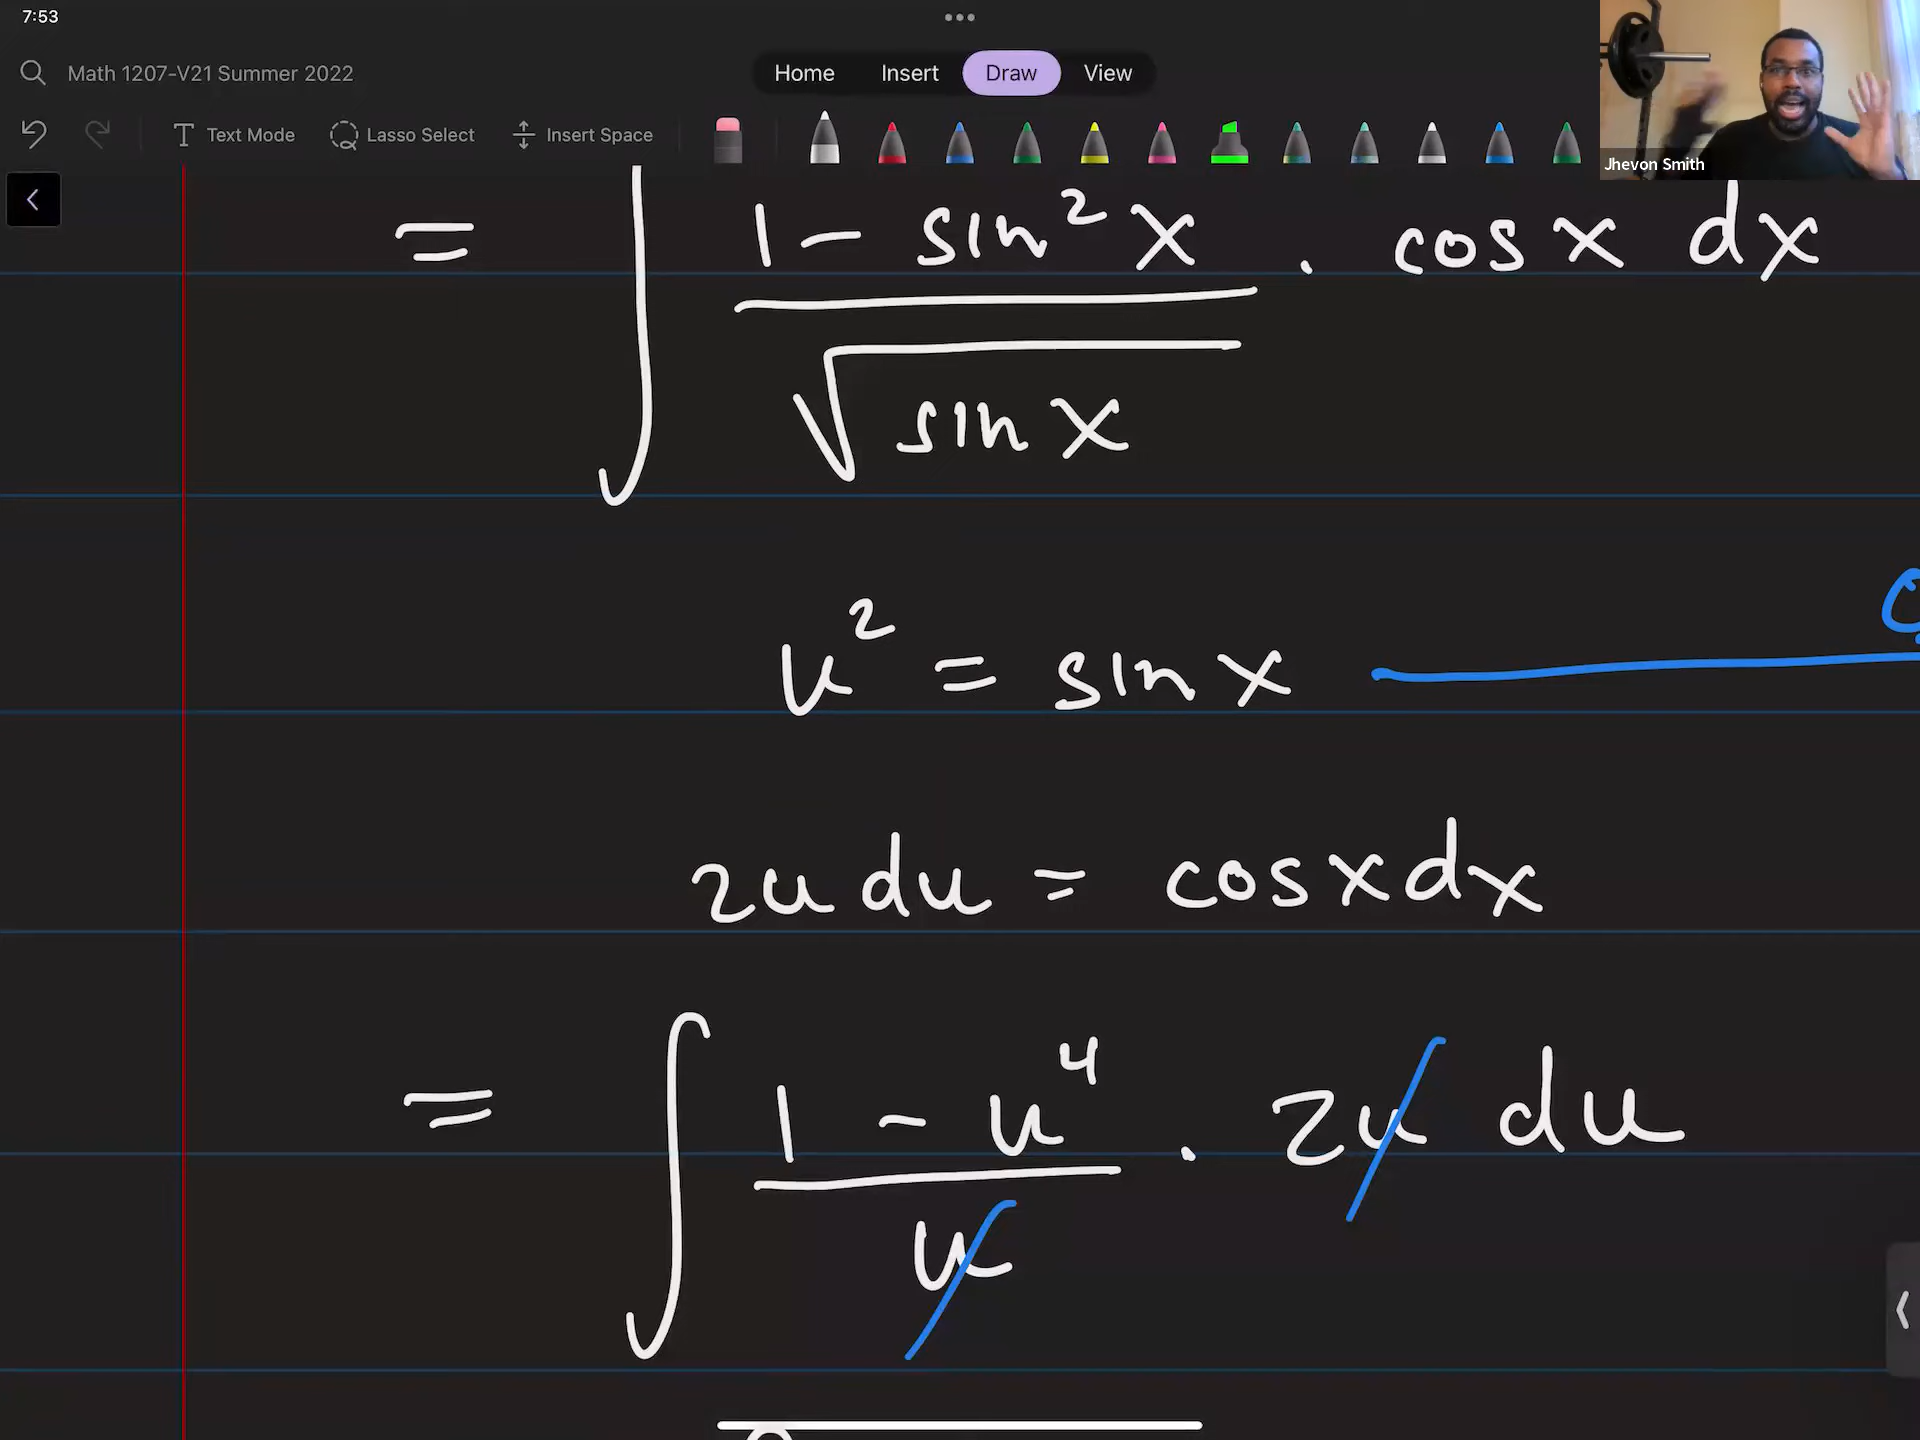 7:53
Math 1207-V21 Summer 2022
Home Insert Draw View
Text Mode Lasso Select Insert Space
Jhevon Smith
= ∫ (1 - sin²x)/√(sin x) · cos x dx
u² = sin x
2u du = cos x dx
= ∫ (1 - u⁴)/u · 2u du